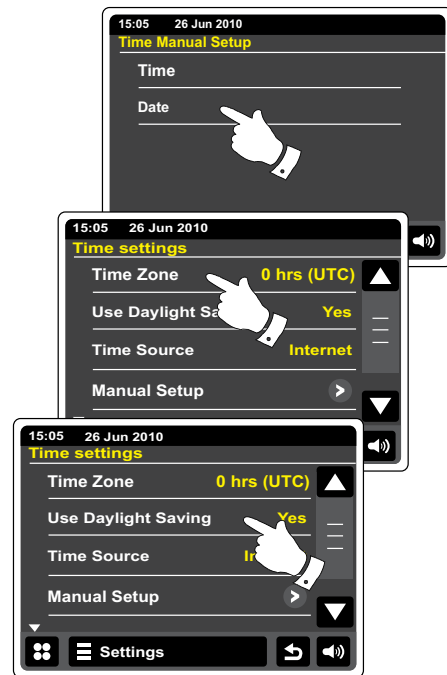 15:05 26 Jun 2010
Time Manual Setup
Time
Date
15:05 26 Jun 2010
Time settings
Time Zone 0 hrs (UTC)
Use Daylight Sa Yes
Time Source Internet
Manual Setup
15:05 26 Jun 2010
Time settings
Time Zone 0 hrs (UTC)
Use Daylight Saving Yes
Time Source
Manual Setup
Settings